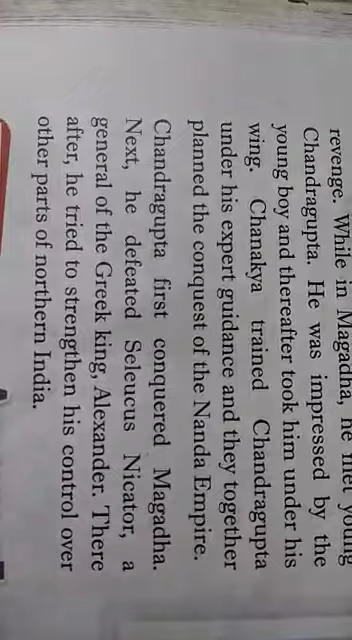 revenge. While in Magadha, he met young
Chandragupta. He was impressed by the
young boy and thereafter took him under his
wing. Chanakya trained Chandragupta
under his expert guidance and they together
planned the conquest of the Nanda Empire.
Chandragupta first conquered Magadha.
Next, he defeated Seleucus Nicator, a
general of the Greek king, Alexander. There
after, he tried to strengthen his control over
other parts of northern India.